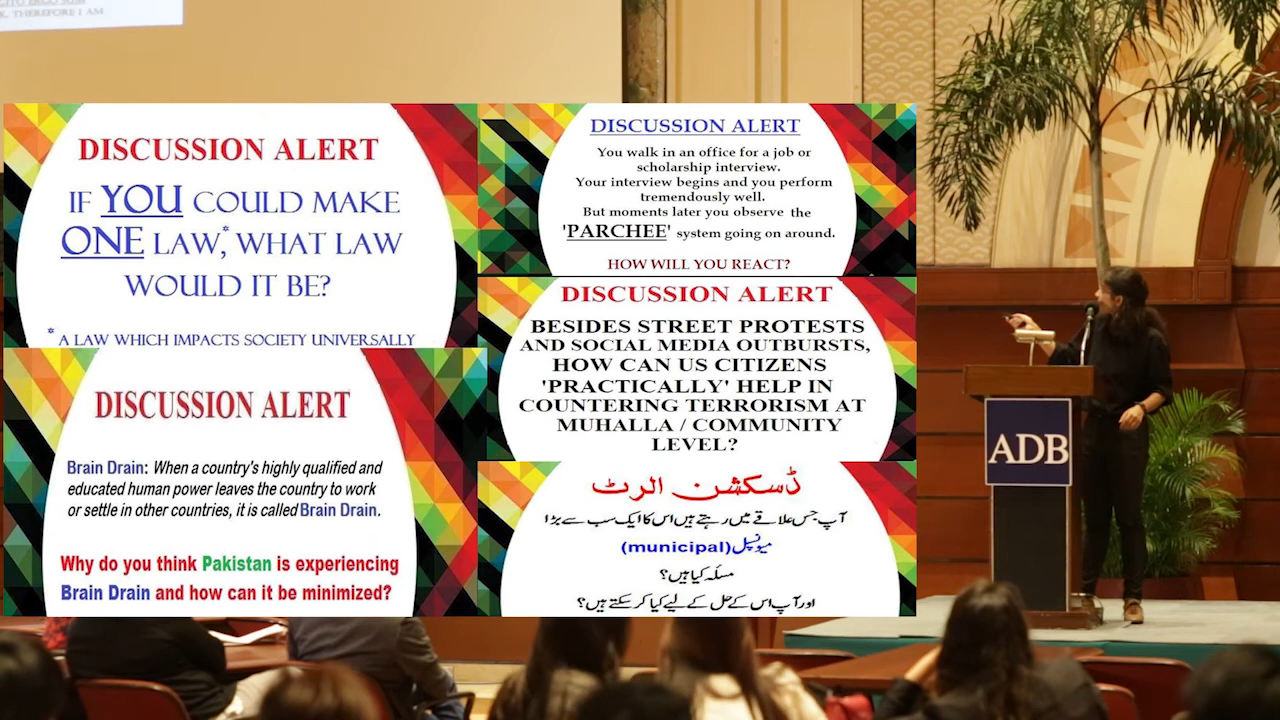 K, THEREFORE I AM
DISCUSSION ALERT
IF YOU COULD MAKE
ONE LAW,* WHAT LAW
WOULD IT BE?
* A LAW WHICH IMPACTS SOCIETY UNIVERSALLY
DISCUSSION ALERT
You walk in an office for a job or
scholarship interview.
Your interview begins and you perform
tremendously well.
But moments later you observe the
'PARCHEE' system going on around.
HOW WILL YOU REACT?
DISCUSSION ALERT
BESIDES STREET PROTESTS
AND SOCIAL MEDIA OUTBURSTS,
HOW CAN US CITIZENS
'PRACTICALLY' HELP IN
COUNTERING TERRORISM AT
MUHALLA / COMMUNITY
LEVEL?
DISCUSSION ALERT
Brain Drain: When a country's highly qualified and
educated human power leaves the country to work
or settle in other countries, it is called Brain Drain.
Why do you think Pakistan is experiencing
Brain Drain and how can it be minimized?
ڈسکشن الرٹ
آپ جس علاقے میں رہتے ہیں اس کا ایک سب سے بڑا
میونسپل (municipal)
مسئلہ کیا ہیں؟
اور آپ اس کے حل کے لیے کیا کر سکتے ہیں؟
ADB